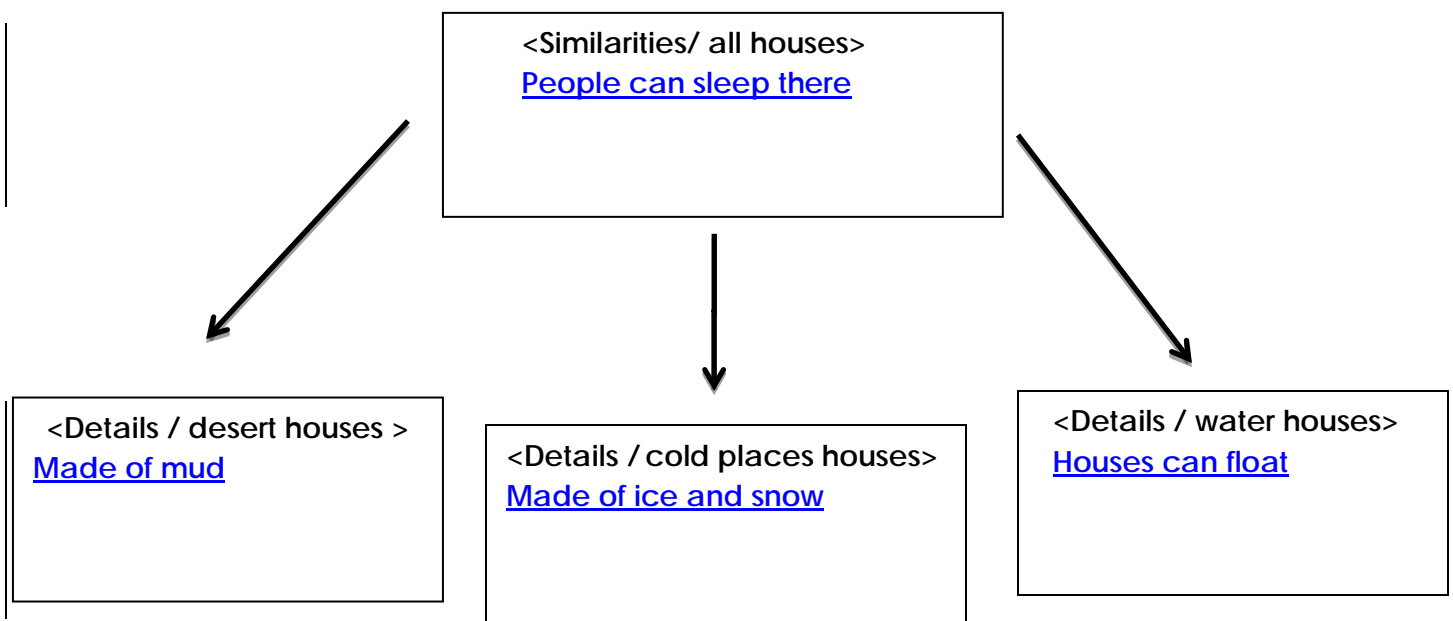 <Similarities/ all houses>
People can sleep there
<Details / desert houses >
Made of mud
<Details / cold places houses>
Made of ice and snow
<Details / water houses>
Houses can float